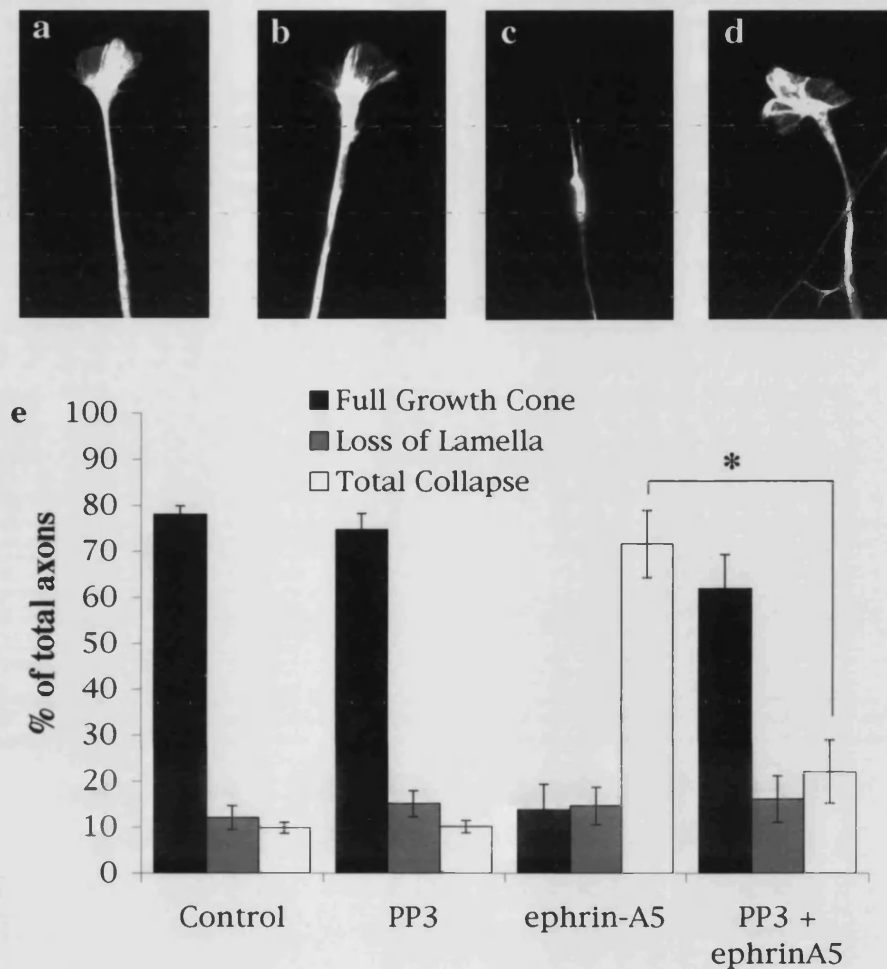 a b c d
e
100
90
80
70
60
50
40
30
20
10
0
% of total axons
Full Growth Cone
Loss of Lamella
Total Collapse
*
Control PP3 ephrin-A5 PP3 +
ephrinA5